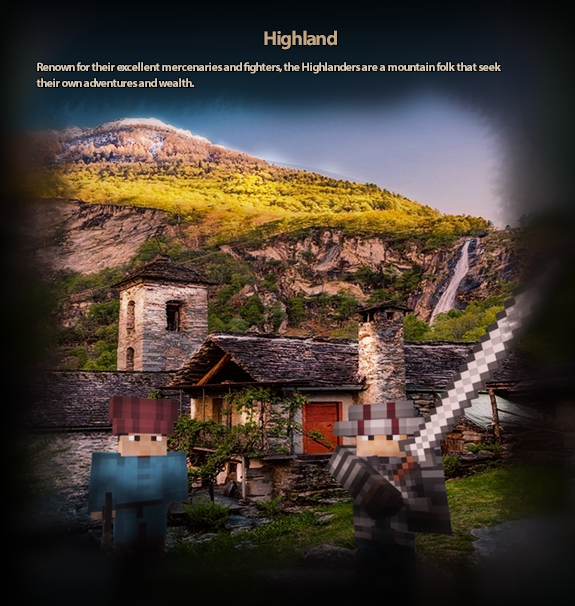 Highland
Renown for their excellent mercenaries and fighters, the Highlanders are a mountain folk that seek
their own adventures and wealth.